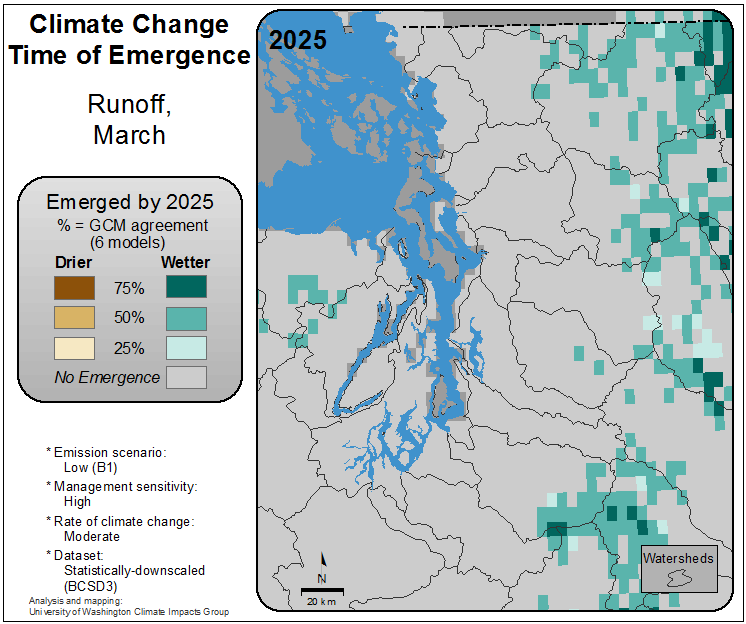 Climate Change
Time of Emergence
Runoff,
March
Emerged by 2025
% = GCM agreement
(6 models)
Drier
Wetter
75%
50%
25%
No Emergence
* Emission scenario:
Low (B1)
* Management sensitivity:
High
* Rate of climate change:
Moderate
* Dataset:
Statistically-downscaled
(BCSD3)
Analysis and mapping:
University of Washington Climate Impacts Group
2025
N
20 km
Watersheds